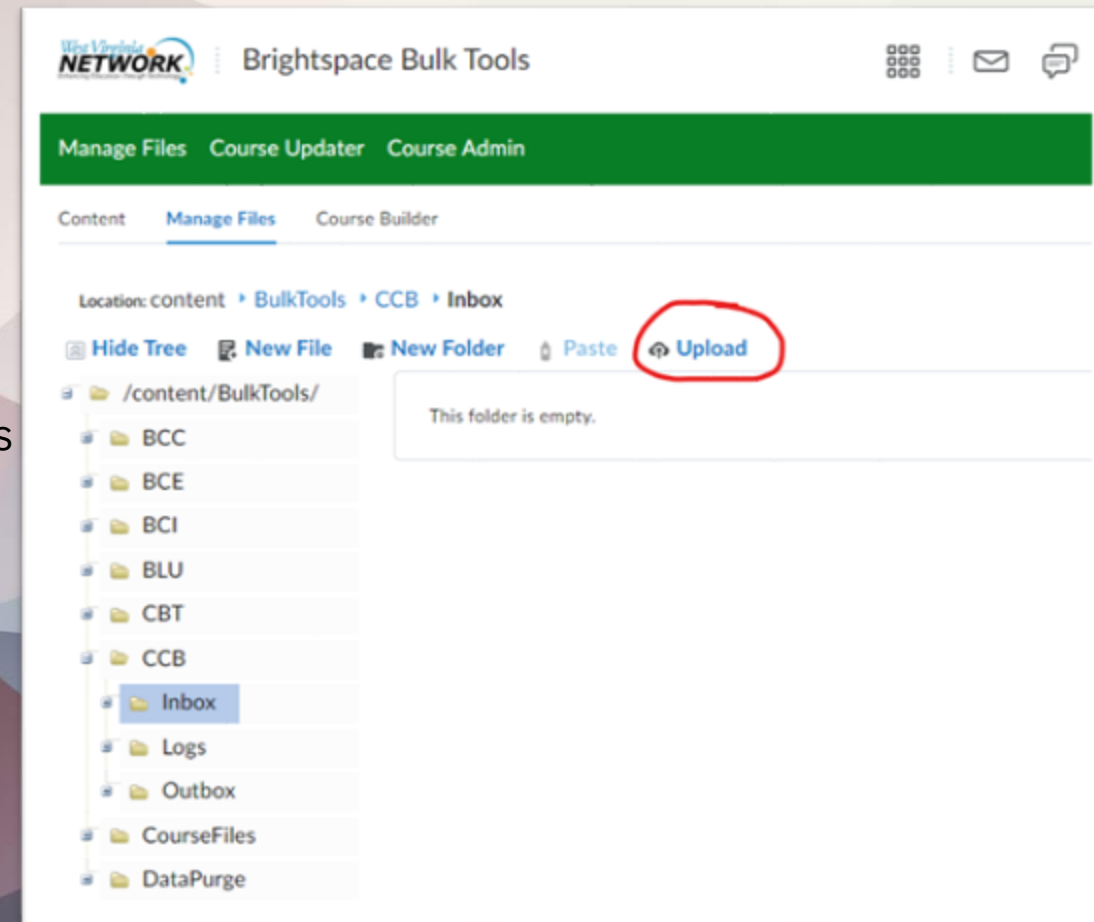 West Virginia
NETWORK
Brightspace Bulk Tools
Manage Files Course Updater Course Admin
Content Manage Files Course Builder
Location: content BulkTools CCB Inbox
Hide Tree New File New Folder Paste Upload
/content/BulkTools/
This folder is empty.
s
BCC
BCE
BCI
BLU
CBT
CCB
Inbox
Logs
Outbox
CourseFiles
DataPurge